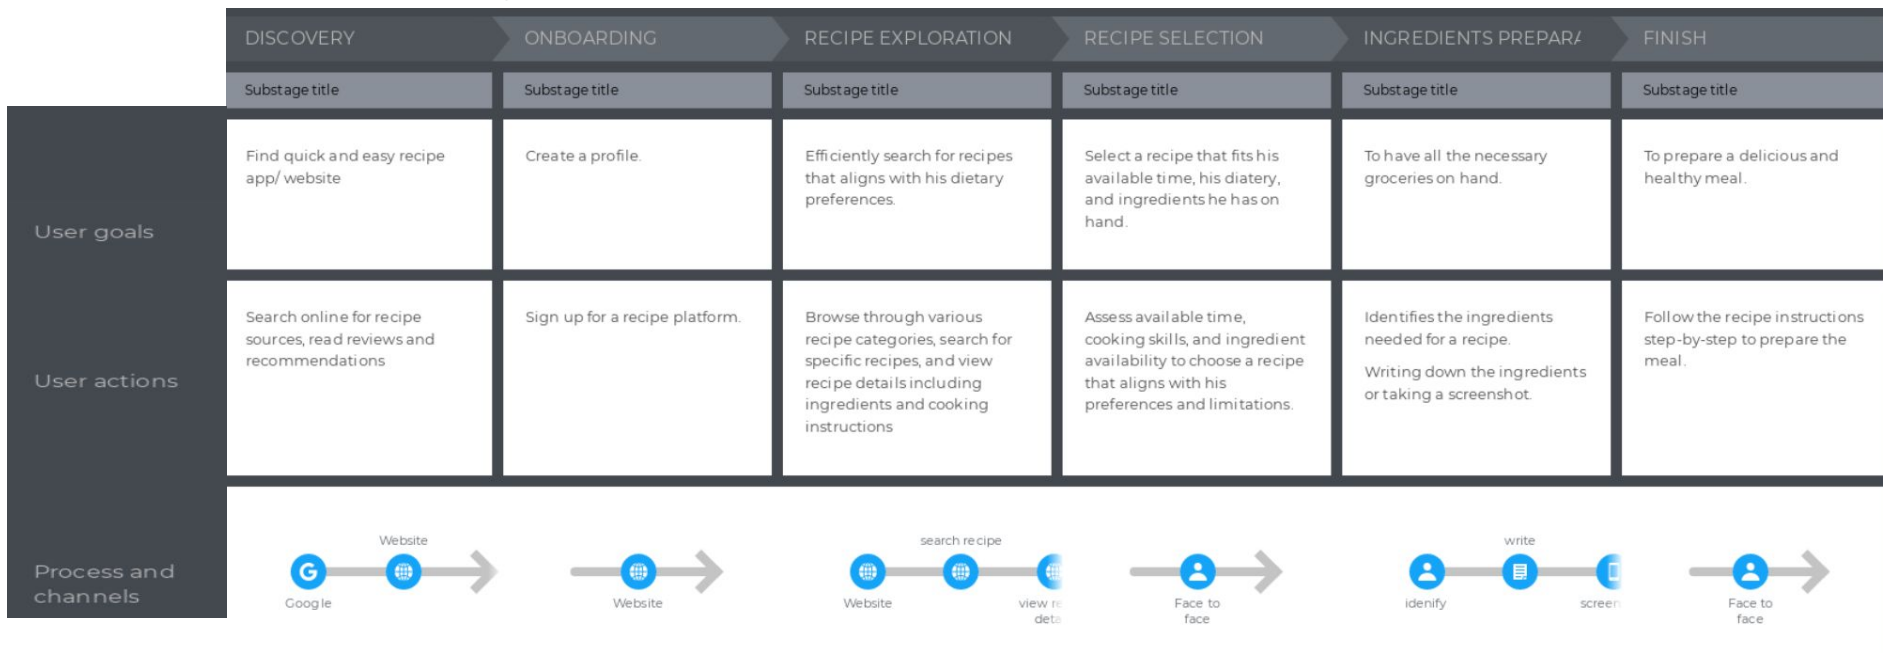 DISCOVERY
ONBOARDING
RECIPE EXPLORATION
RECIPE SELECTION
INGREDIENTS PREPARA
FINISH
Substage title
Substage title
Substage title
Substage title
Substage title
Substage title
User goals
Find quick and easy recipe
app/ website
Create a profile.
Efficiently search for recipes
that aligns with his dietary
preferences.
Select a recipe that fits his
available time, his diatery,
and ingredients he has on
hand.
To have all the necessary
groceries on hand.
To prepare a delicious and
healthy meal.
User actions
Search online for recipe
sources, read reviews and
recommendations
Sign up for a recipe platform.
Browse through various
recipe categories, search for
specific recipes, and view
recipe details including
ingredients and cooking
instructions
Assess available time,
cooking skills, and ingredient
availability to choose a recipe
that aligns with his
preferences and limitations.
Identifies the ingredients
needed for a recipe.
Writing down the ingredients
or taking a screenshot.
Follow the recipe instructions
step-by-step to prepare the
meal.
Process and
channels
G
Google
Website
Website
Website
search recipe
view re
deta
Face to
face
idenify
write
screen
Face to
face